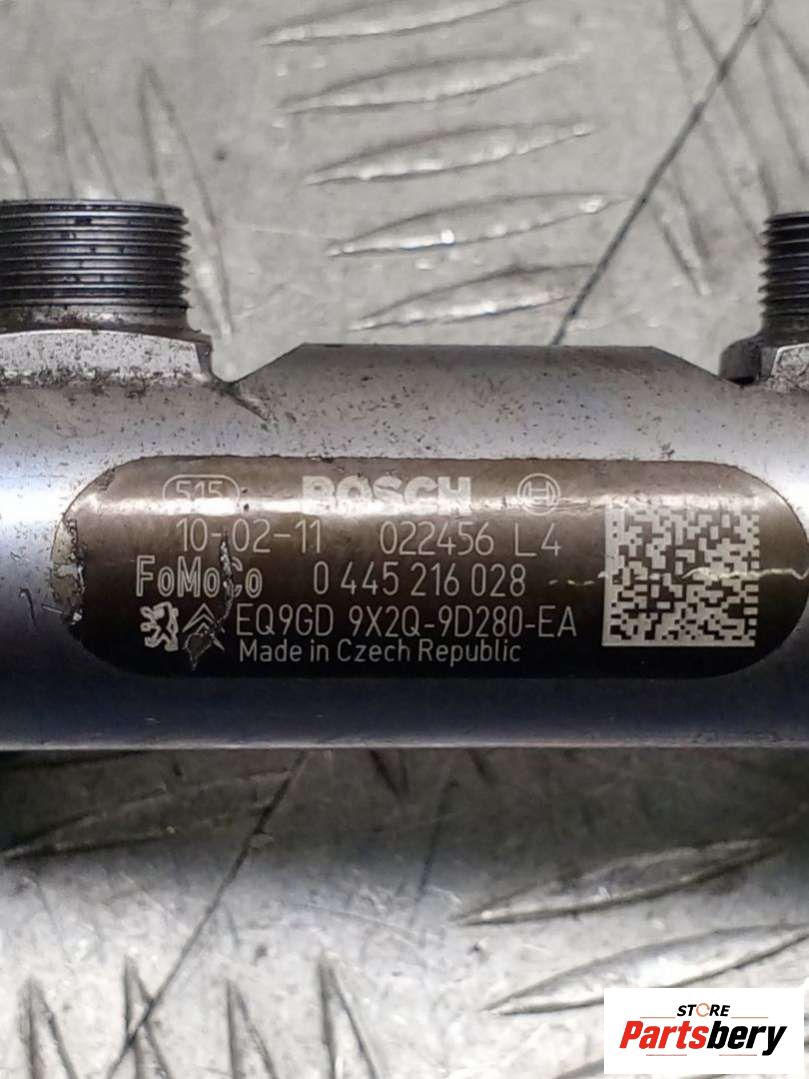 515 BOSCH
10-02-11 022456 L4
FoMoCo 0 445 216 028
EQ9GD 9X2Q-9D280-EA
Made in Czech Republic
STORE
Partsbery